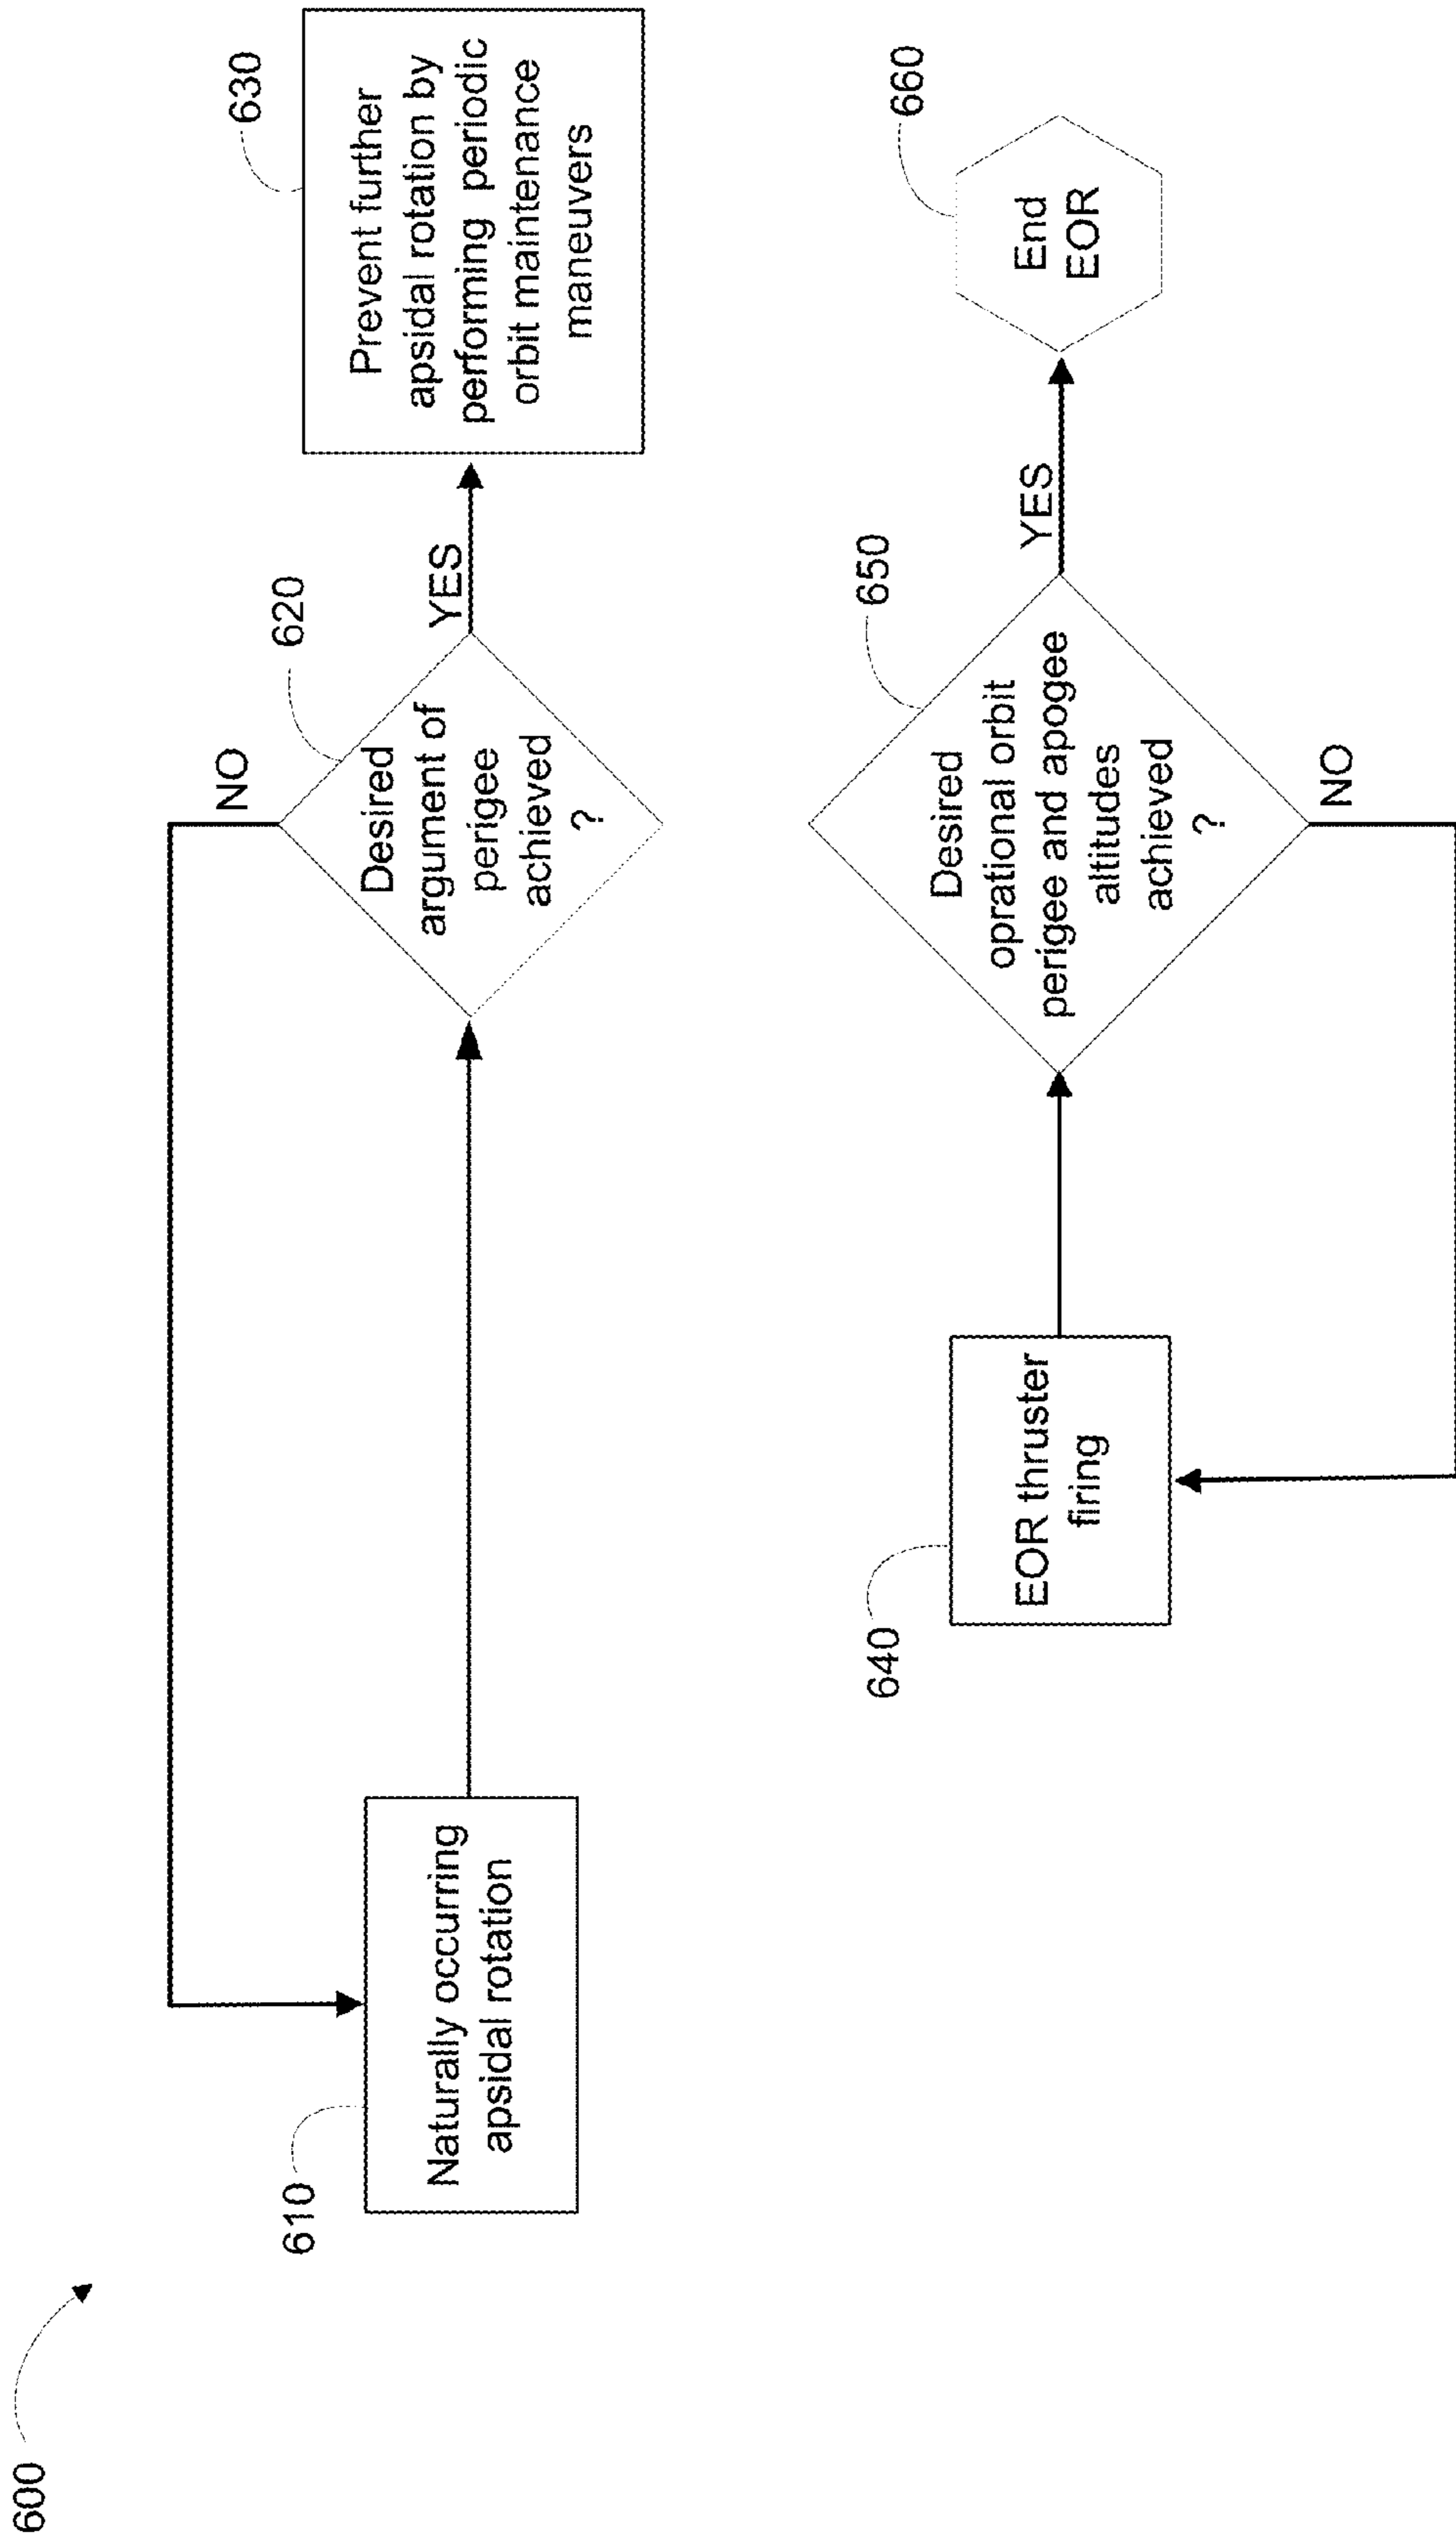 600
610
Naturally occurring
apsidal rotation
NO
620
Desired
argument of
perigee
achieved
?
YES
630
Prevent further
apsidal rotation by
performing periodic
orbit maintenance
maneuvers
640
EOR thruster
firing
650
Desired
oprational orbit
perigee and apogee
altitudes
achieved
?
NO
YES
660
End
EOR